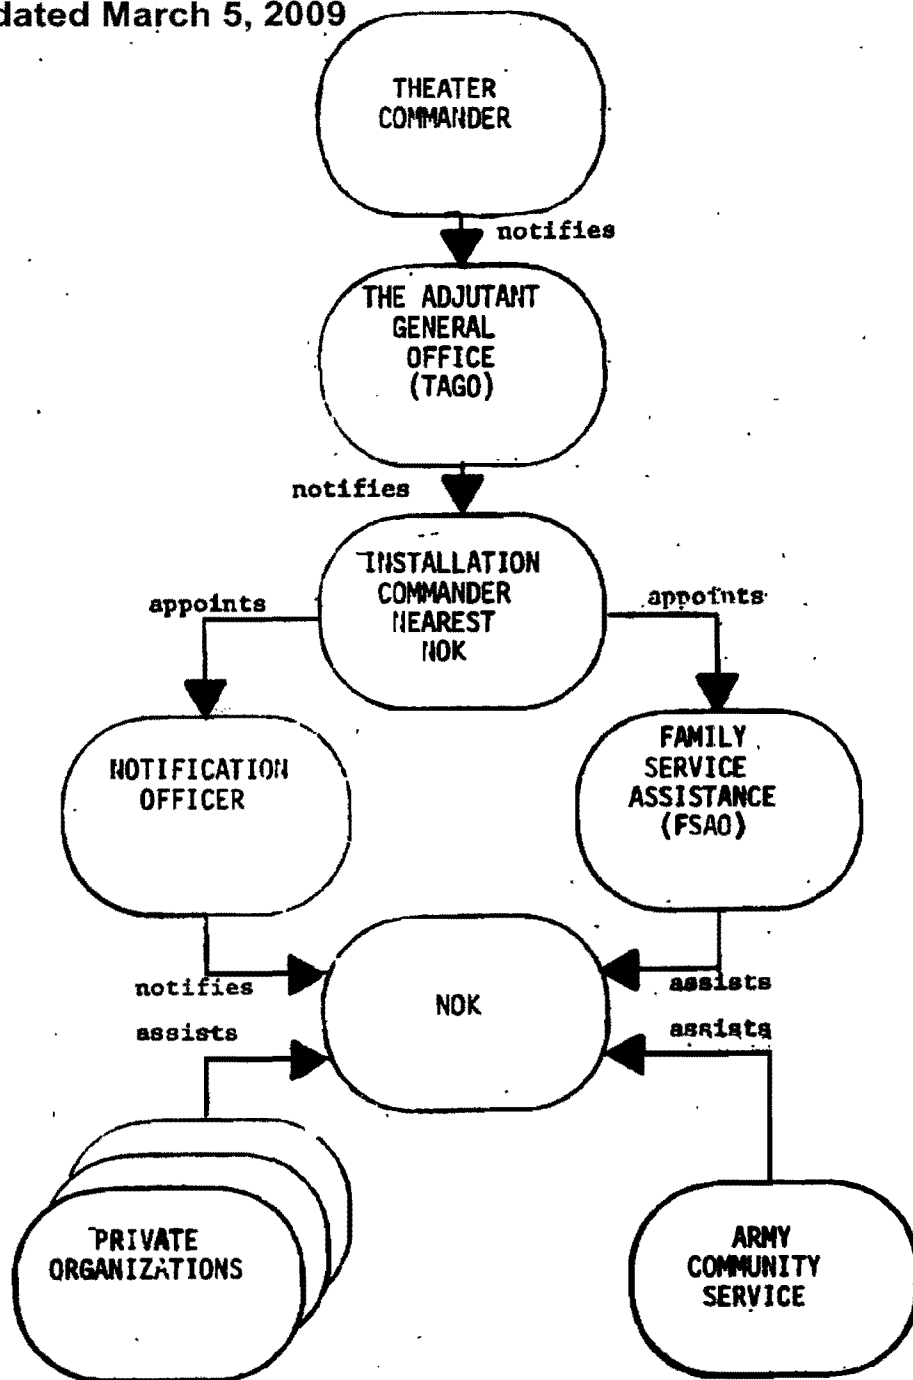 dated March 5, 2009
THEATER
COMMANDER
notifies
THE ADJUTANT
GENERAL
OFFICE
(TAGO)
notifies
INSTALLATION
COMMANDER
NEAREST
NOK
appoints
appoints
NOTIFICATION
OFFICER
FAMILY
SERVICE
ASSISTANCE
(FSAO)
notifies
assists
NOK
assists
assists
PRIVATE
ORGANIZATIONS
ARMY
COMMUNITY
SERVICE